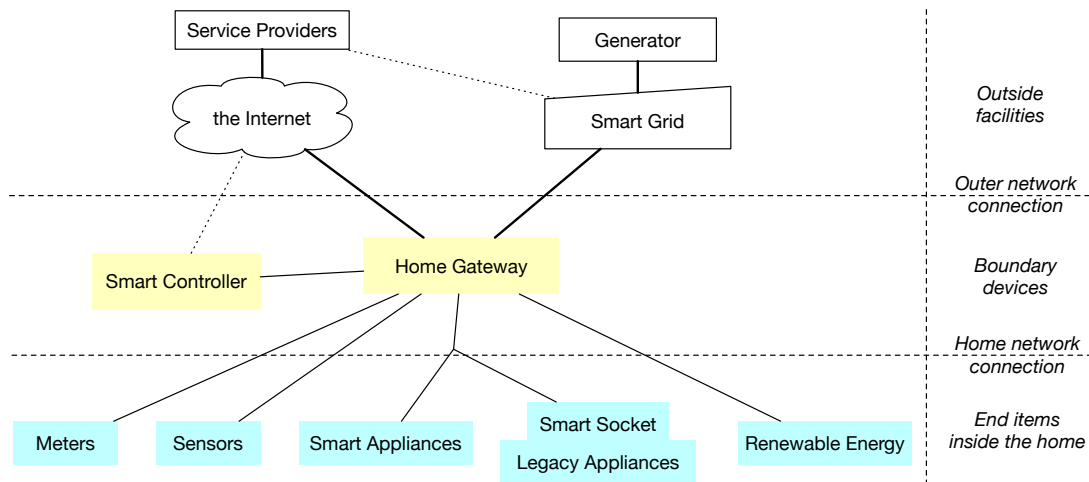 Service Providers
Generator
the Internet
Smart Grid
Outside
facilities
Outer network
connection
Smart Controller
Home Gateway
Boundary
devices
Home network
connection
Meters
Sensors
Smart Appliances
Smart Socket
Legacy Appliances
Renewable Energy
End items
inside the home